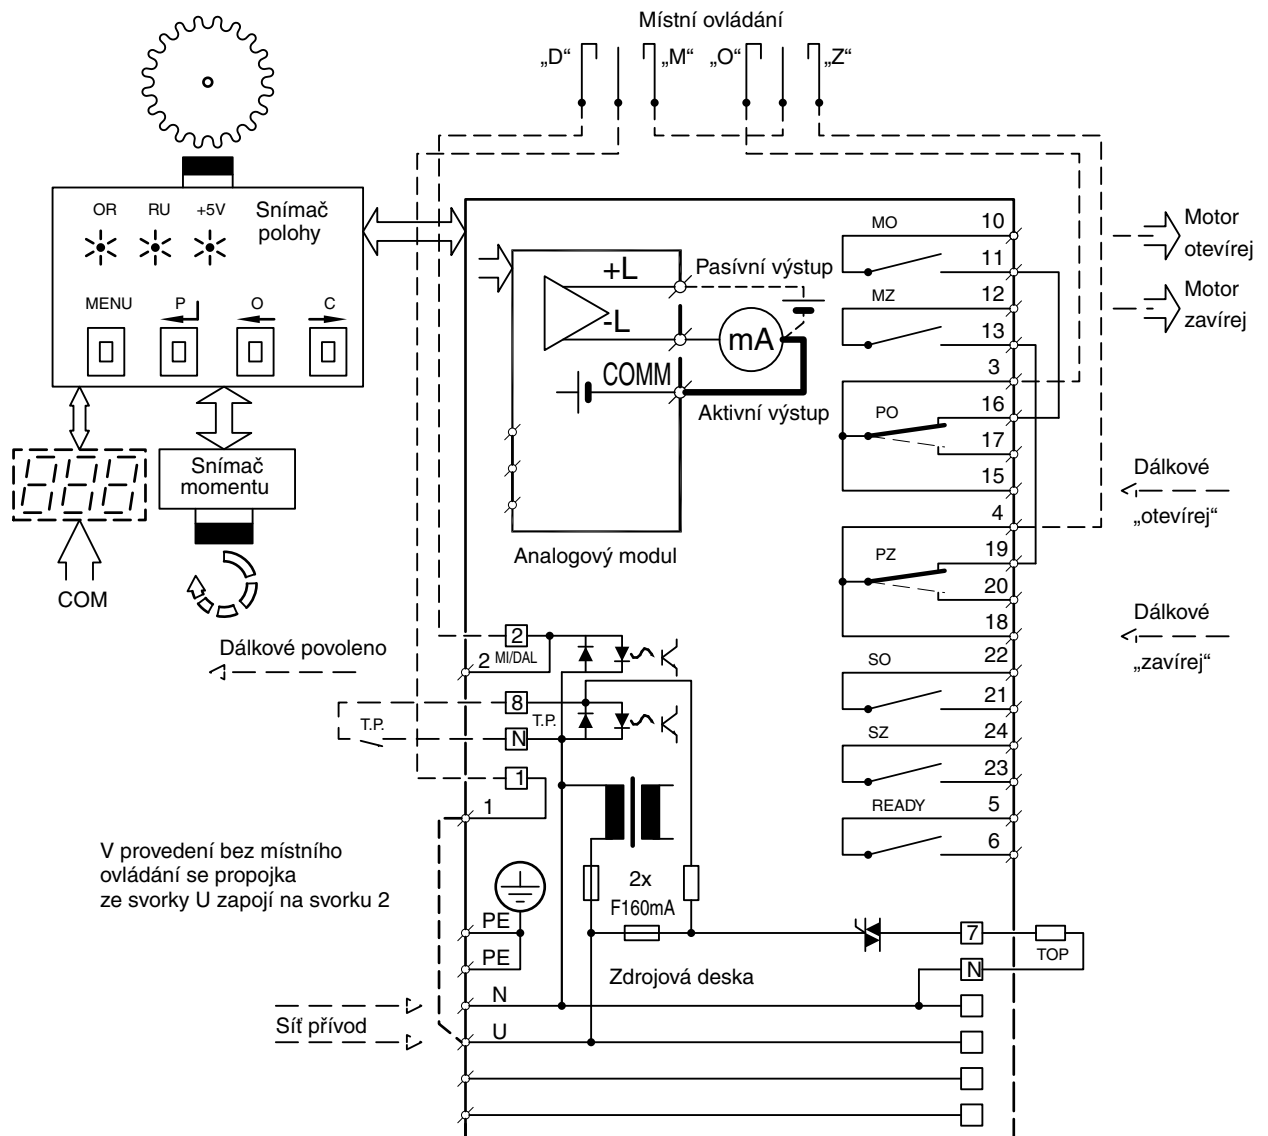 Místní ovládání
„D“ „M“ „O“ „Z“
OR RU +5V
Snímač
polohy
MENU P O C
Snímač
momentu
COM
+L
-L
COMM
mA
Pasívní výstup
Aktivní výstup
Analogový modul
MO 10
11
MZ 12
13
3
PO 16
17
15
4
PZ 19
20
18
SO 22
21
SZ 24
23
READY 5
6
Motor
otevírej
Motor
zavírej
Dálkové
„otevírej“
Dálkové
„zavírej“
Dálkové povoleno
2
2 MI/DAL
8
T.P. T.P.
N
1
1
V provedení bez místního
ovládání se propojka
ze svorky U zapojí na svorku 2
2x
F160mA
PE
PE
7
TOP
N
Zdrojová deska
N
Síť přívod
U